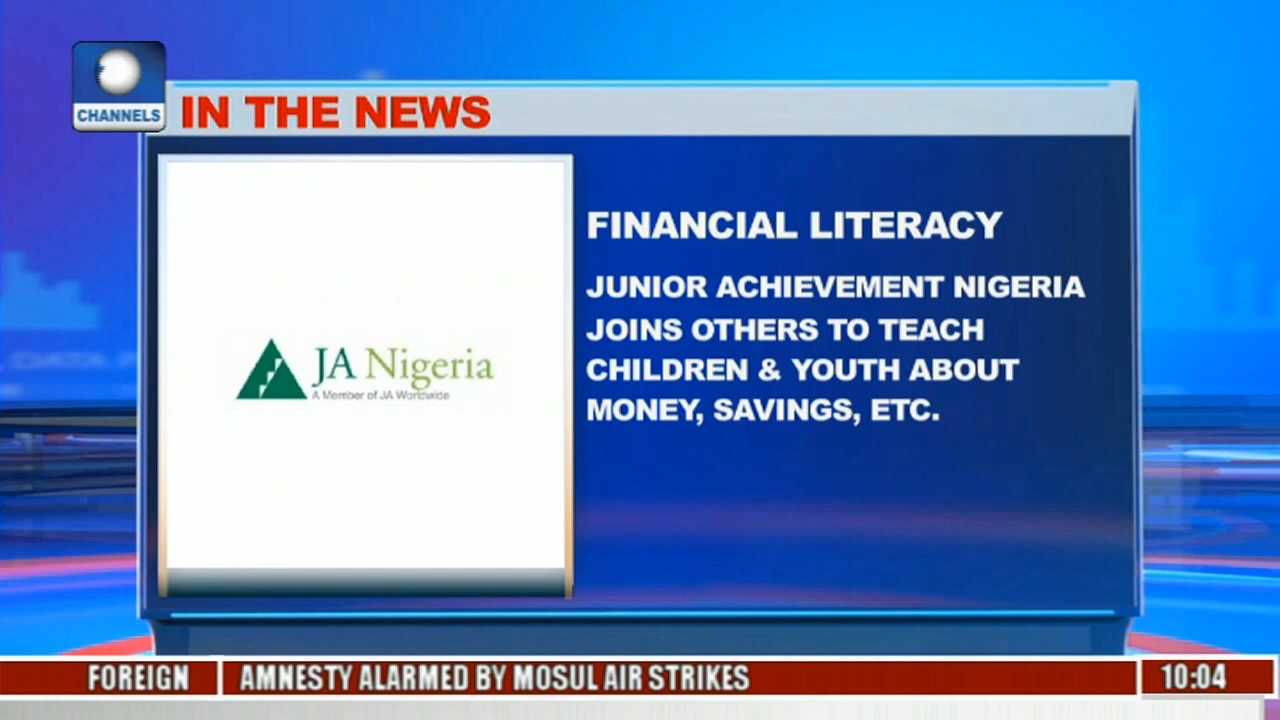 CHANNELS
IN THE NEWS
JA Nigeria
A Member of JA Worldwide
FINANCIAL LITERACY
JUNIOR ACHIEVEMENT NIGERIA
JOINS OTHERS TO TEACH
CHILDREN & YOUTH ABOUT
MONEY, SAVINGS, ETC.
FOREIGN
AMNESTY ALARMED BY MOSUL AIR STRIKES
10:04